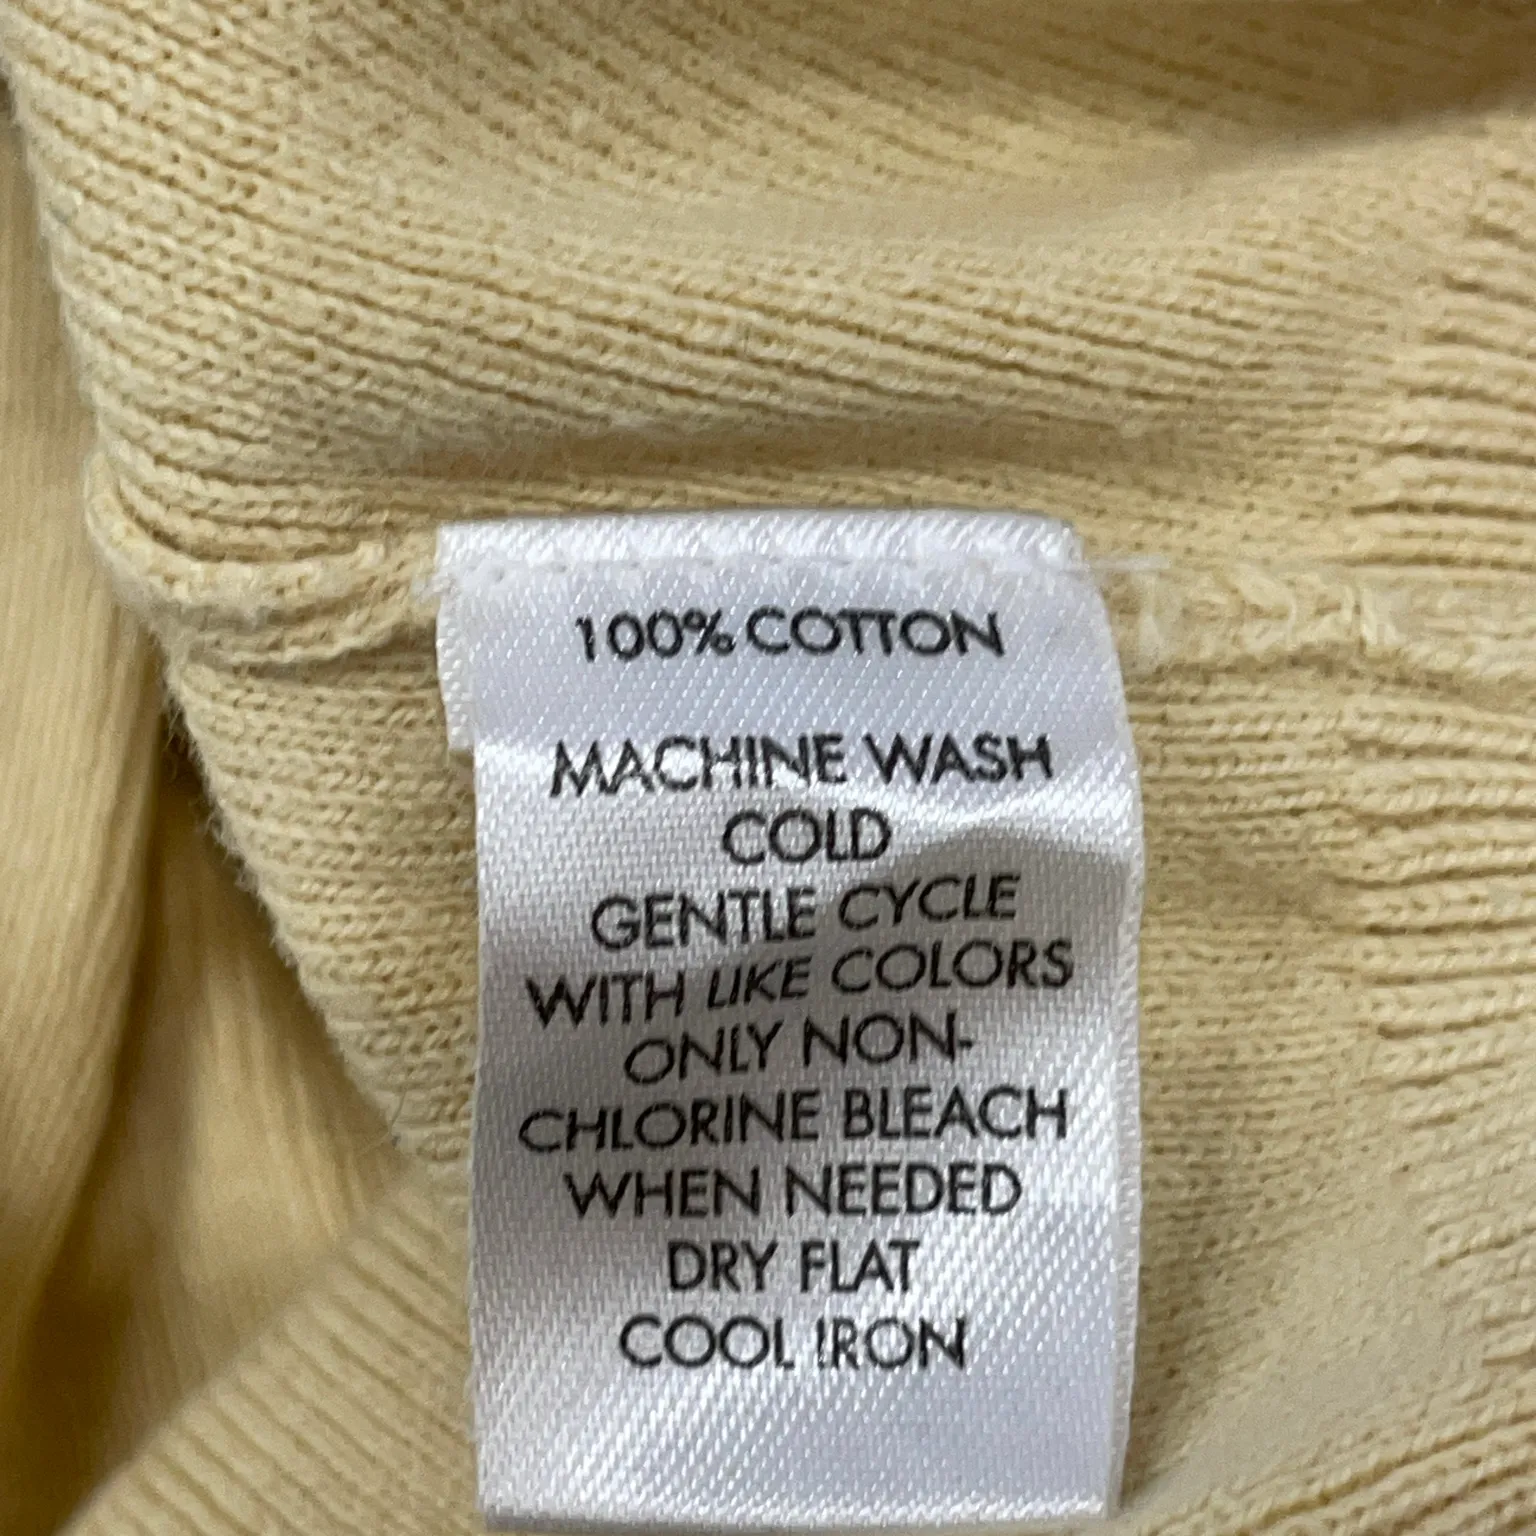 100% COTTON
MACHINE WASH
COLD
GENTLE CYCLE
WITH LIKE COLORS
ONLY NON-
CHLORINE BLEACH
WHEN NEEDED
DRY FLAT
COOL IRON